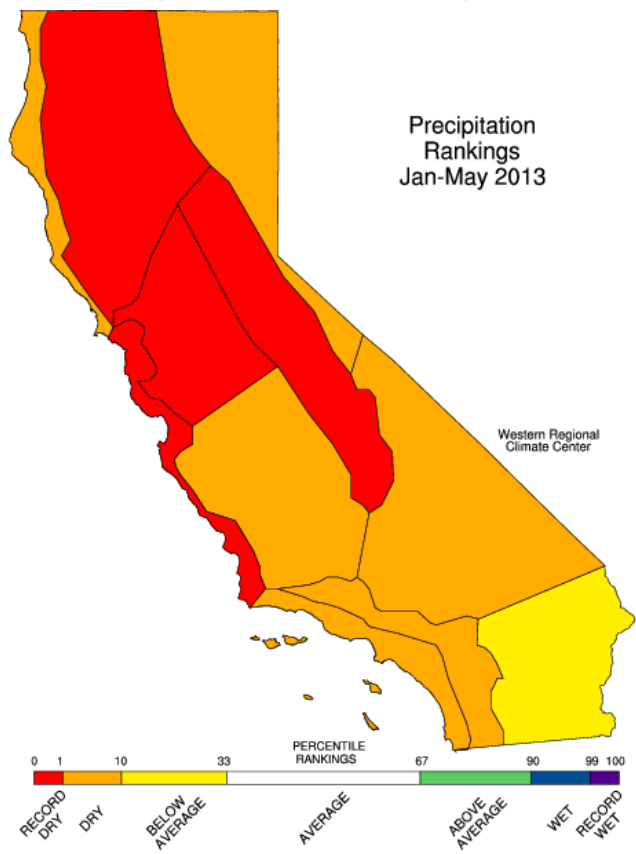 Precipitation
Rankings
Jan-May 2013
Western Regional
Climate Center
PERCENTILE
RANKINGS
0 1 10 33 67 90 99 100
RECORD DRY
DRY
BELOW AVERAGE
AVERAGE
ABOVE AVERAGE
WET
RECORD WET